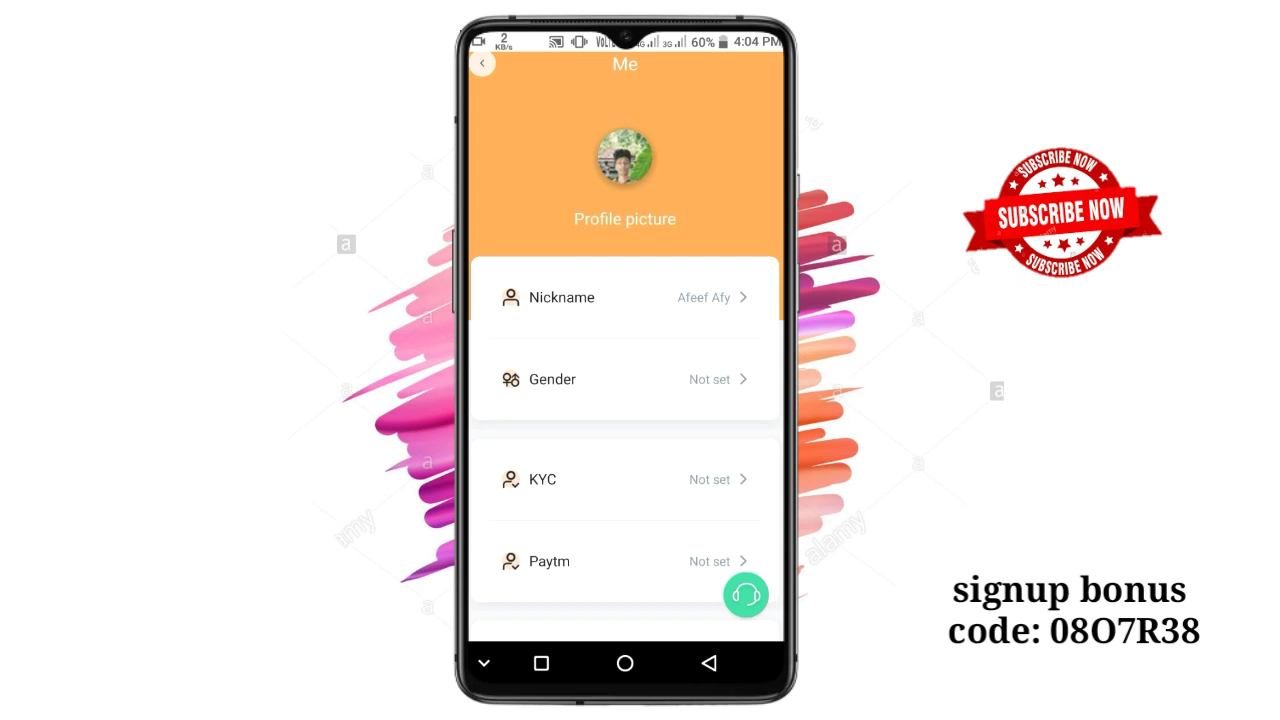 2
KB/s
60%
4:04 PM
Me
Profile picture
Nickname
Afeef Afy
Gender
Not set
KYC
Not set
Paytm
Not set
SUBSCRIBE NOW
SUBSCRIBE NOW
SUBSCRIBE NOW
signup bonus
code: 08O7R38
a
a
a
alamy